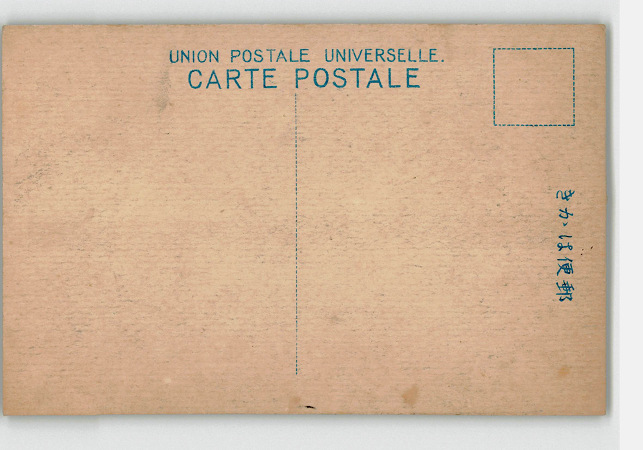 UNION POSTALE UNIVERSELLE.
CARTE POSTALE
きかは便郵